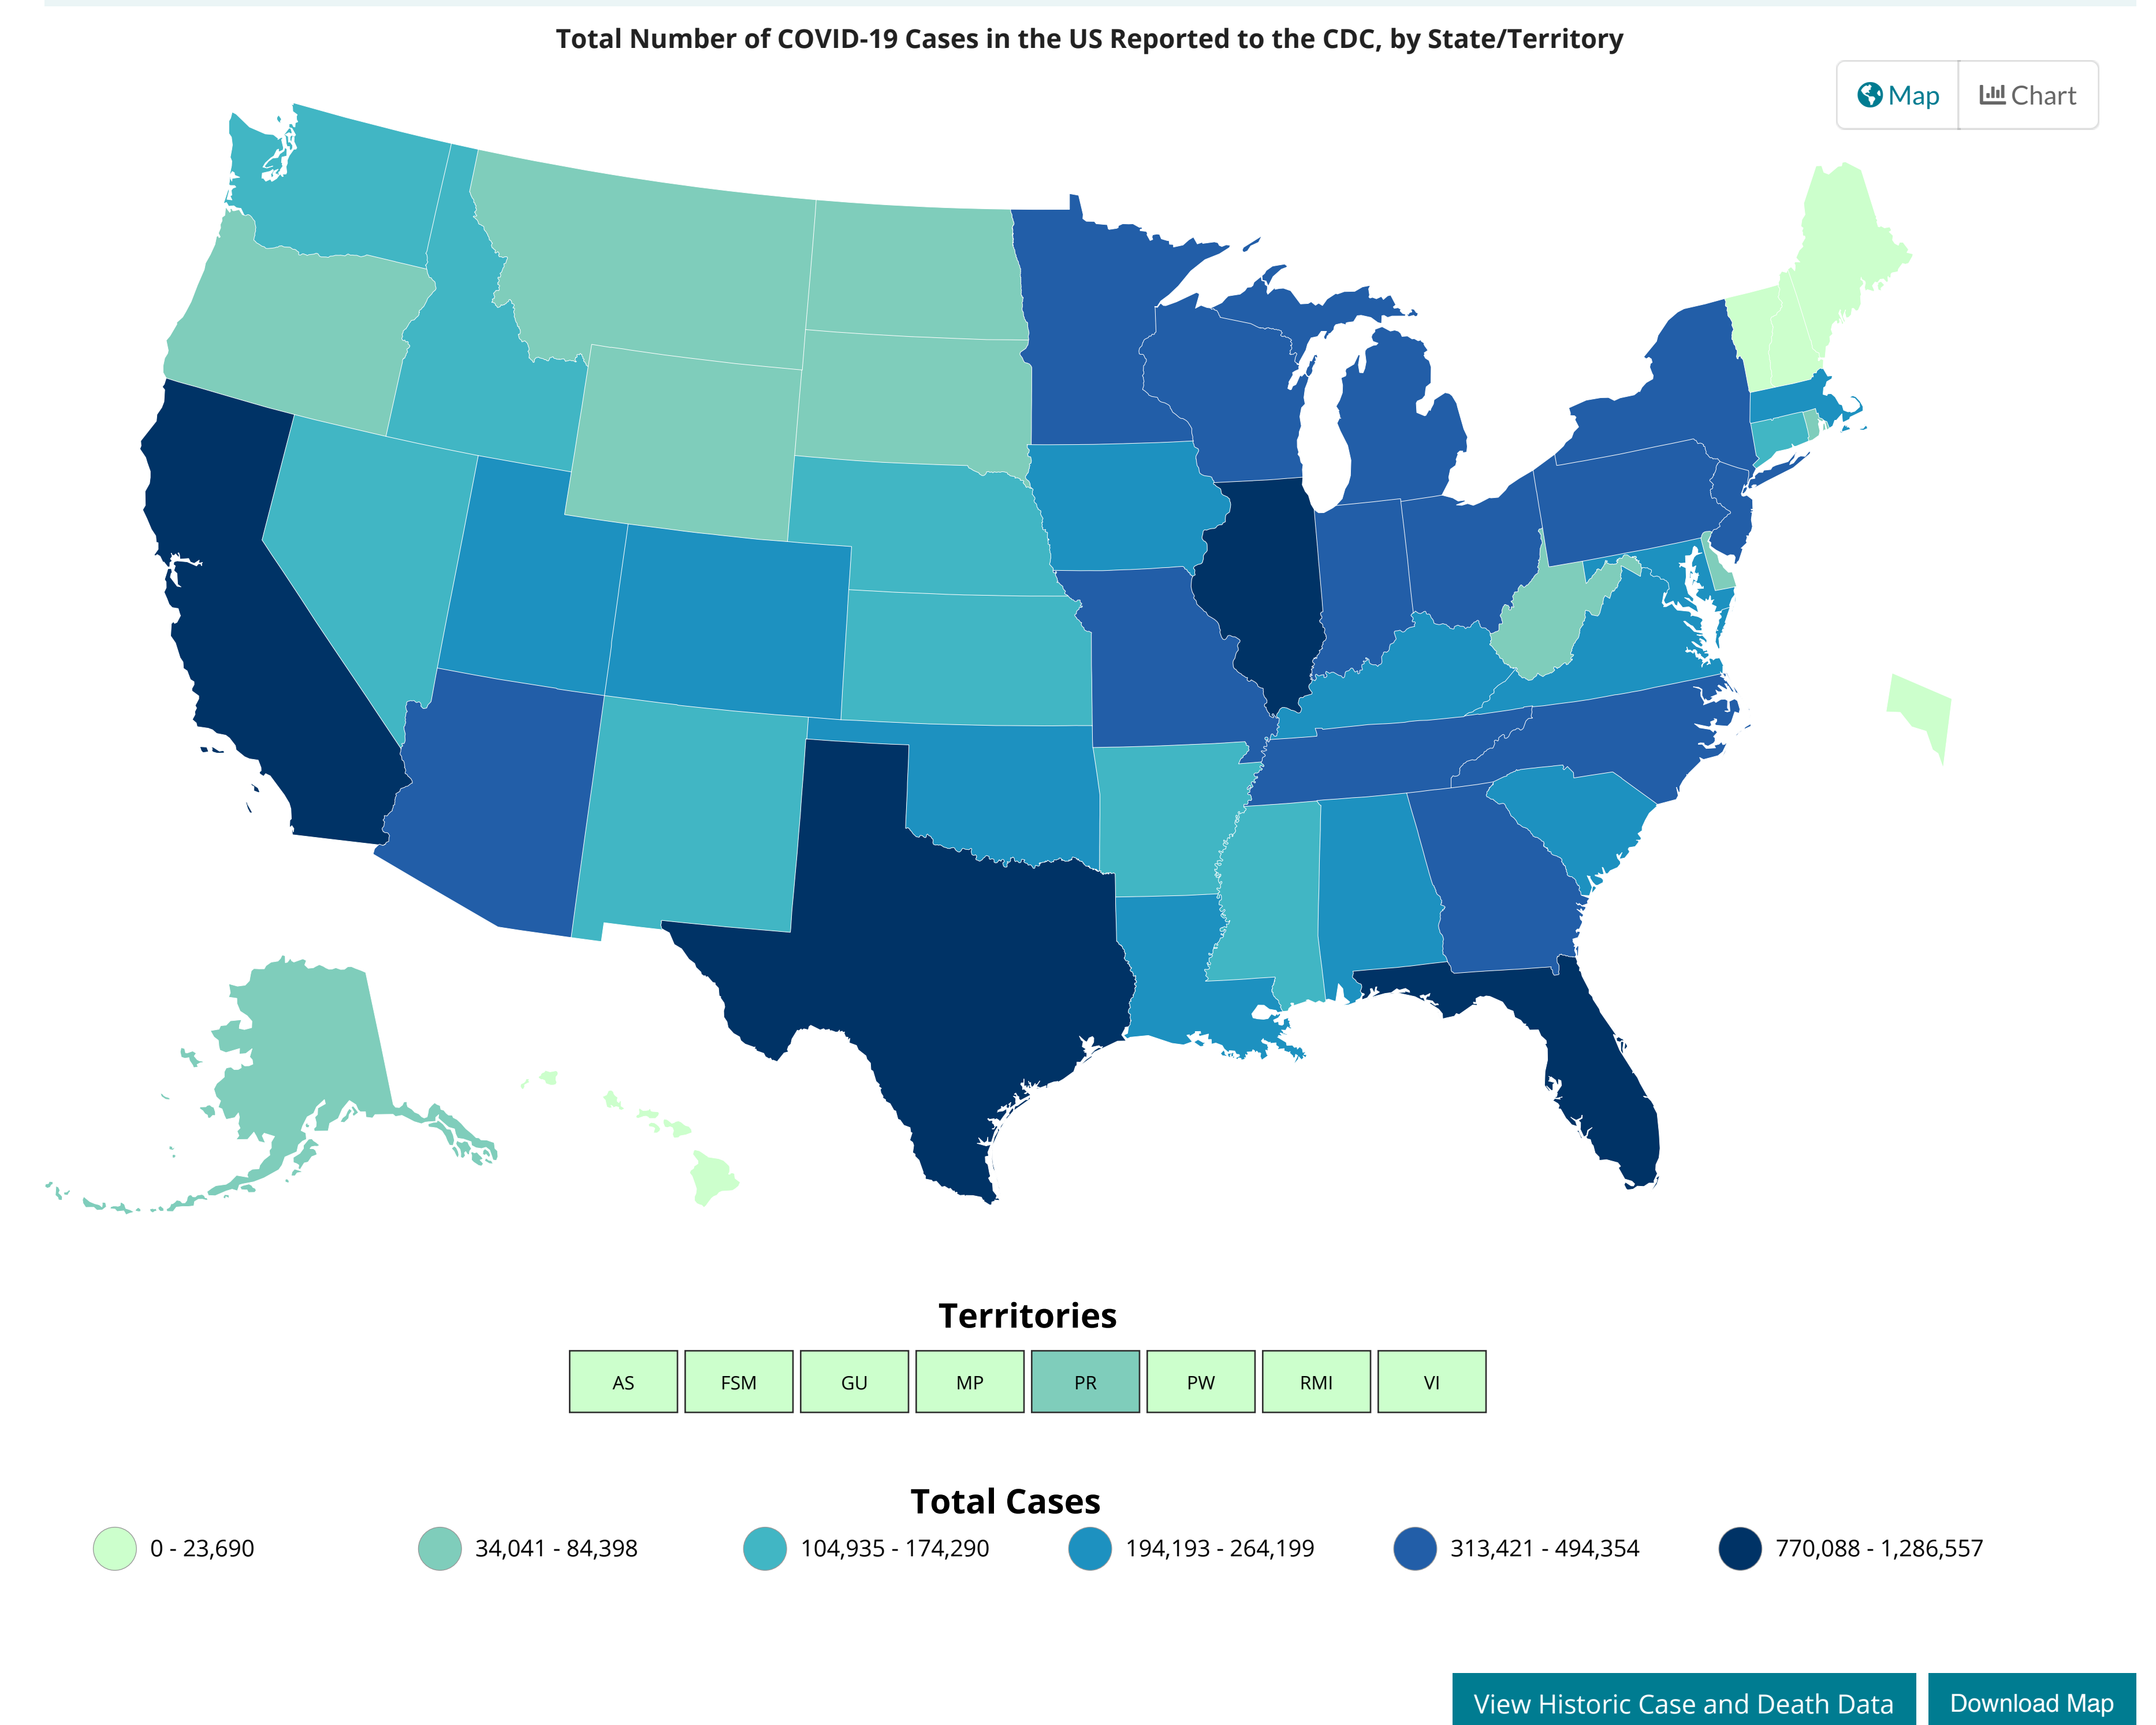 Total Number of COVID-19 Cases in the US Reported to the CDC, by State/Territory
Map
Chart
Territories
AS
FSM
GU
MP
PR
PW
RMI
VI
Total Cases
0 - 23,690
34,041 - 84,398
104,935 - 174,290
194,193 - 264,199
313,421 - 494,354
770,088 - 1,286,557
View Historic Case and Death Data
Download Map